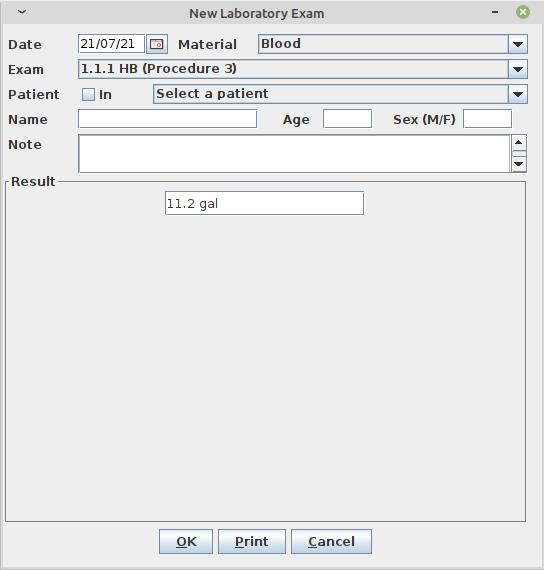 New Laboratory Exam
Date 21/07/21 Material Blood
Exam 1.1.1 HB (Procedure 3)
Patient In Select a patient
Name Age Sex (M/F)
Note
Result
11.2 gal
OK Print Cancel